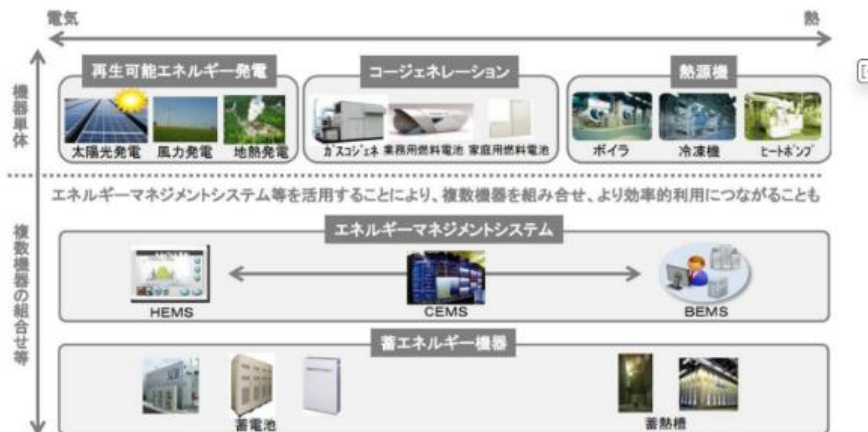 電気
熱
機器単体
再生可能エネルギー発電
コージェネレーション
熱源機
太陽光発電
風力発電
地熱発電
ガスコジェネ
業務用燃料電池
家庭用燃料電池
ボイラ
冷凍機
ヒートポンプ
エネルギーマネジメントシステム等を活用することにより、複数機器を組み合せ、より効率的利用につながることも
複数機器の組合せ等
エネルギーマネジメントシステム
HEMS
CEMS
BEMS
蓄エネルギー機器
蓄電池
蓄熱槽